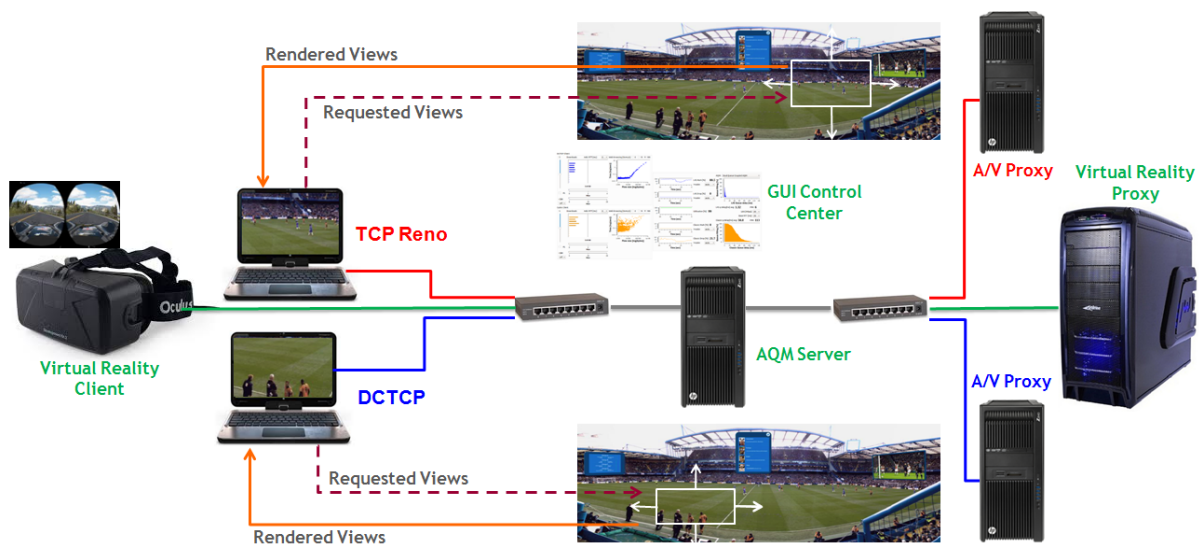 Rendered Views
Requested Views
GUI Control
Center
A/V Proxy
Virtual Reality
Proxy
TCP Reno
Oculus
Virtual Reality
Client
AQM Server
DCTCP
A/V Proxy
Requested Views
Rendered Views